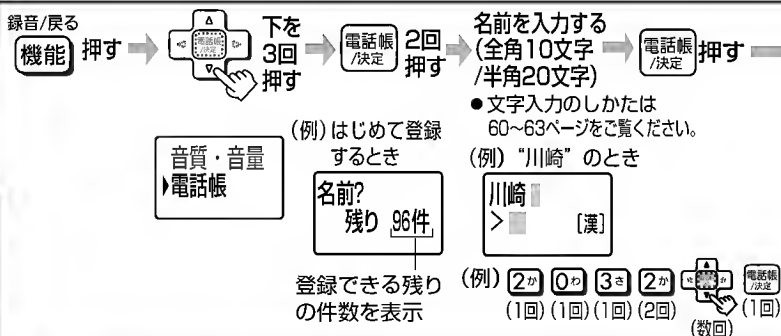 録音/戻る
機能 押す
下を
3回
押す
電話帳
/決定
電話帳
/決定
2回
押す
名前を入力する
(全角10文字
/半角20文字)
●文字入力のしかたは
60〜63ページをご覧ください。
電話帳
/決定
押す
音質・音量
電話帳
(例)はじめて登録
するとき
名前?
残り 96件
登録できる残り
の件数を表示
(例)“川崎”のとき
川崎
> [漢]
(例) 2か 0わ 3さ 2か 電話帳
/決定
(1回)(1回)(1回)(2回) (数回) (1回)